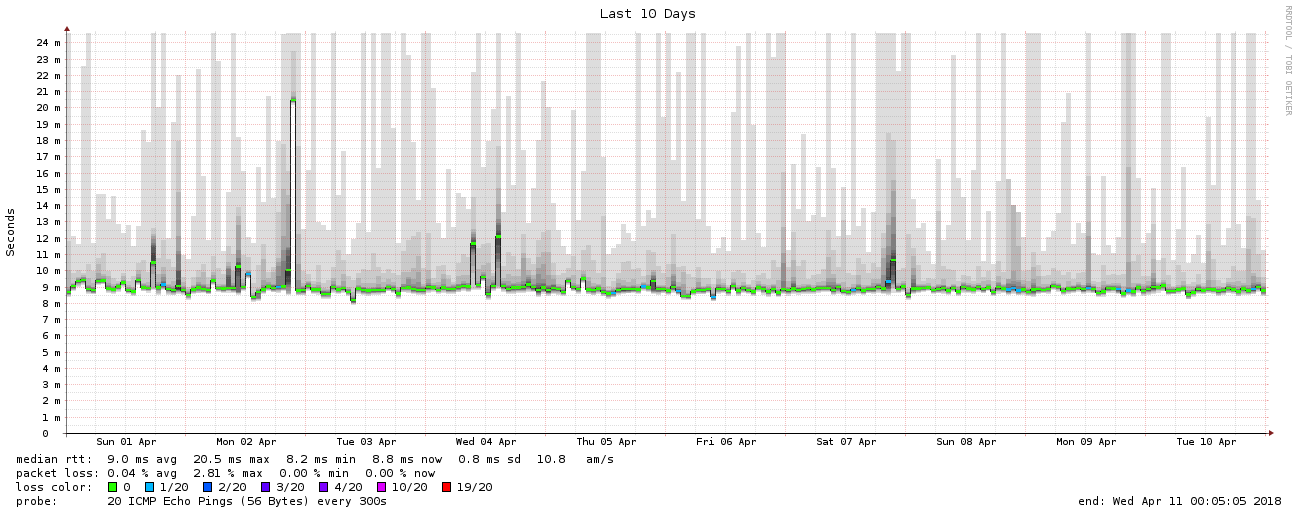 Last 10 Days
RRDTOOL / TOBI OETIKER
Seconds
24 m
23 m
22 m
21 m
20 m
19 m
18 m
17 m
16 m
15 m
14 m
13 m
12 m
11 m
10 m
9 m
8 m
7 m
6 m
5 m
4 m
3 m
2 m
1 m
0
Sun 01 Apr Mon 02 Apr Tue 03 Apr Wed 04 Apr Thu 05 Apr Fri 06 Apr Sat 07 Apr Sun 08 Apr Mon 09 Apr Tue 10 Apr
median rtt: 9.0 ms avg 20.5 ms max 8.2 ms min 8.8 ms now 0.8 ms sd 10.8 am/s
packet loss: 0.04 % avg 2.81 % max 0.00 % min 0.00 % now
loss color: 0 1/20 2/20 3/20 4/20 10/20 19/20
probe: 20 ICMP Echo Pings (56 Bytes) every 300s end: Wed Apr 11 00:05:05 2018